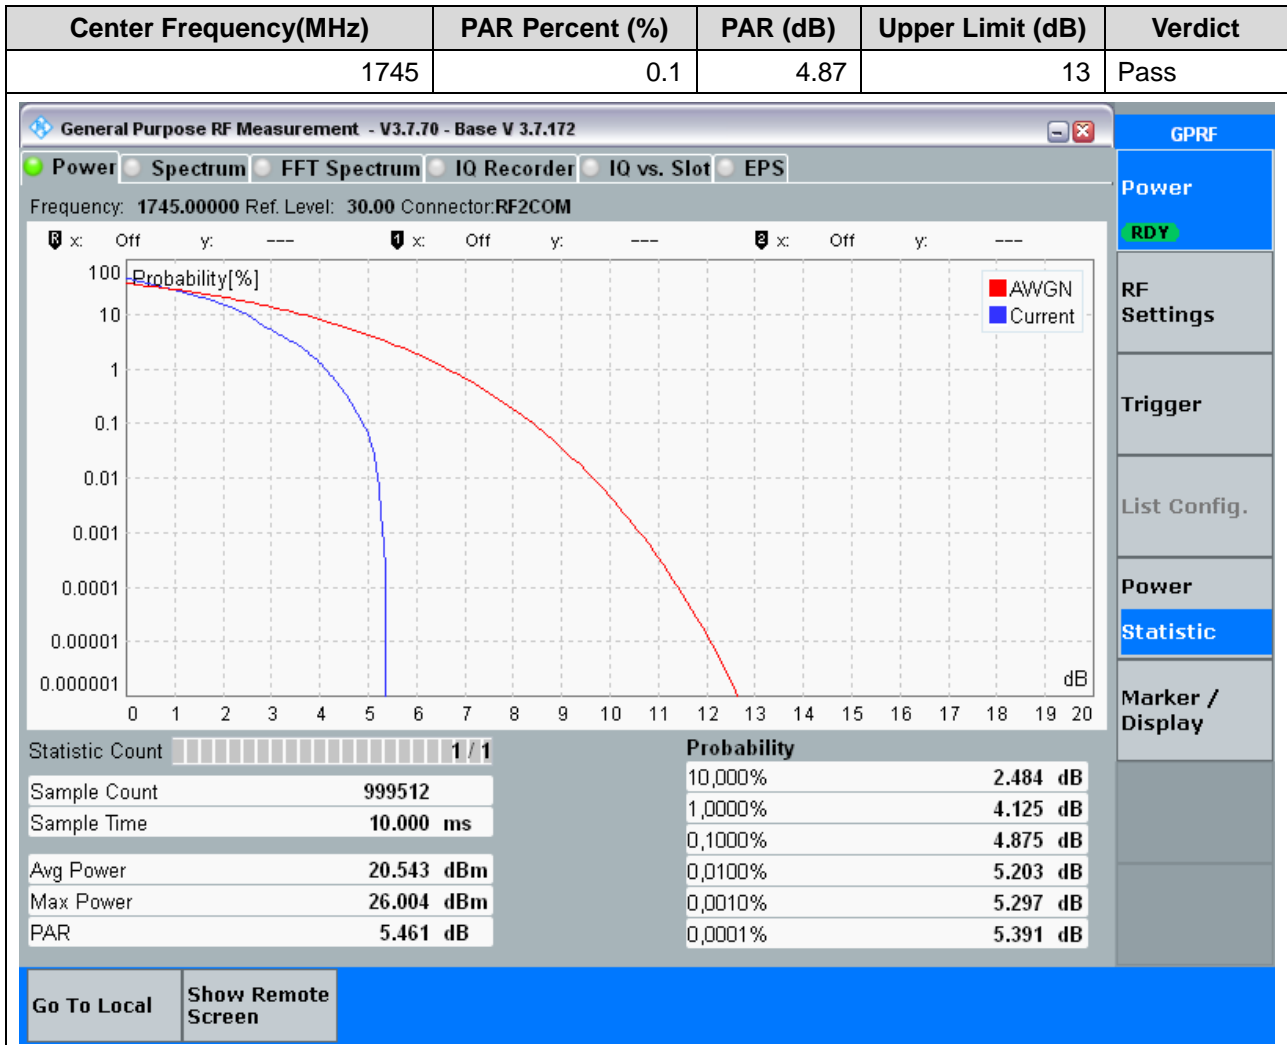 Center Frequency(MHz) PAR Percent (%) PAR (dB) Upper Limit (dB) Verdict
1745 0.1 4.87 13 Pass
General Purpose RF Measurement - V3.7.70 - Base V 3.7.172
GPRF
Power Spectrum FFT Spectrum IQ Recorder IQ vs. Slot EPS
Frequency: 1745.00000 Ref. Level: 30.00 Connector:RF2COM
Power
RDY
R x: Off y: --- 1 x: Off y: --- 2 x: Off y: ---
Probability[%]
100
10
1
0.1
0.01
0.001
0.0001
0.00001
0.000001
AWGN
Current
dB
0 1 2 3 4 5 6 7 8 9 10 11 12 13 14 15 16 17 18 19 20
RF
Settings
Trigger
List Config.
Power
Statistic
Marker /
Display
Statistic Count 1 / 1
Sample Count 999512
Sample Time 10.000 ms
Avg Power 20.543 dBm
Max Power 26.004 dBm
PAR 5.461 dB
Probability
10,000% 2.484 dB
1,0000% 4.125 dB
0,1000% 4.875 dB
0,0100% 5.203 dB
0,0010% 5.297 dB
0,0001% 5.391 dB
Go To Local
Show Remote
Screen